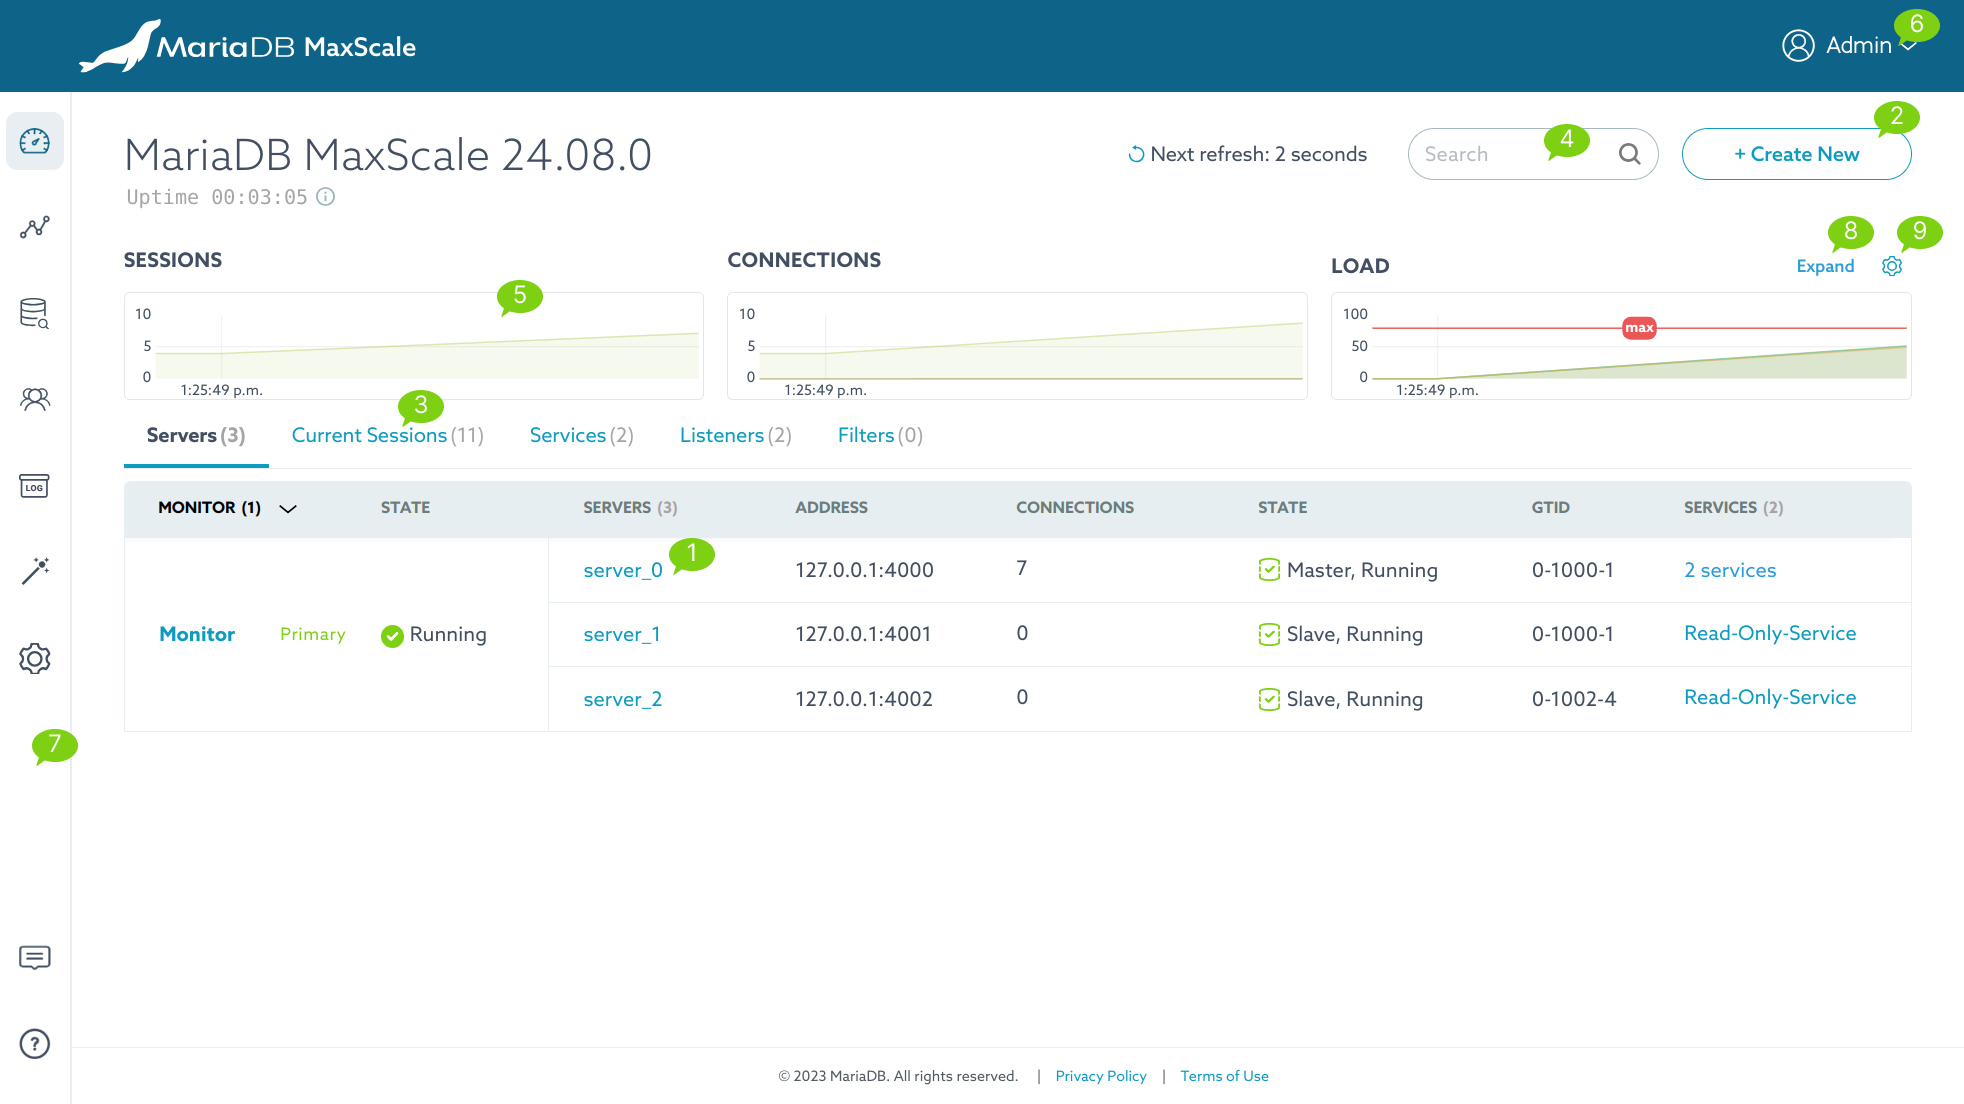 MariaDB MaxScale
Admin
6
MariaDB MaxScale 24.08.0
Uptime 00:03:05
Next refresh: 2 seconds
Search
4
+ Create New
2
SESSIONS
CONNECTIONS
LOAD
Expand
8
9
5
10
5
0
1:25:49 p.m.
10
5
0
1:25:49 p.m.
100
50
0
max
1:25:49 p.m.
3
Servers (3)
Current Sessions (11)
Services (2)
Listeners (2)
Filters (0)
MONITOR (1) STATE SERVERS (3) ADDRESS CONNECTIONS STATE GTID SERVICES (2)
1
server_0 127.0.0.1:4000 7 Master, Running 0-1000-1 2 services
Monitor Primary Running server_1 127.0.0.1:4001 0 Slave, Running 0-1000-1 Read-Only-Service
server_2 127.0.0.1:4002 0 Slave, Running 0-1002-4 Read-Only-Service
LOG
7
?
© 2023 MariaDB. All rights reserved. | Privacy Policy | Terms of Use